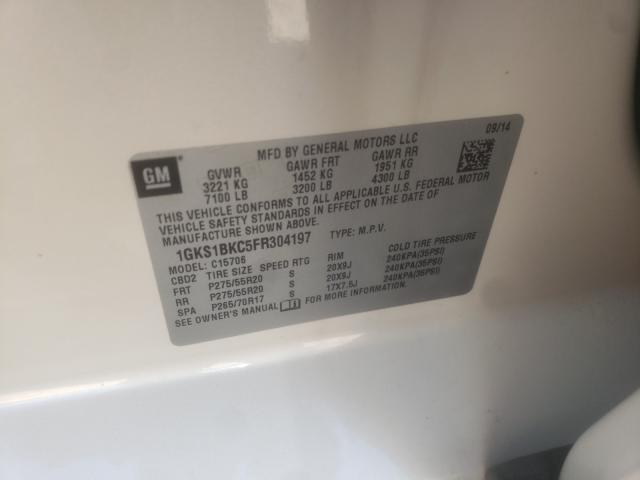 GM
MFD BY GENERAL MOTORS LLC 09/14
GVWR GAWR FRT GAWR RR
3221 KG 1452 KG 1951 KG
7100 LB 3200 LB 4300 LB
THIS VEHICLE CONFORMS TO ALL APPLICABLE U.S. FEDERAL MOTOR
VEHICLE SAFETY STANDARDS IN EFFECT ON THE DATE OF
MANUFACTURE SHOWN ABOVE.
1GKS1BKC5FR304197 TYPE: M.P.V.
MODEL: C15706
CBD2 TIRE SIZE SPEED RTG RIM COLD TIRE PRESSURE
FRT P275/55R20 S 20X9J 240KPA(35PSI)
RR P275/55R20 S 20X9J 240KPA(35PSI)
SPA P265/70R17 S 17X7.5J 240KPA(35PSI)
SEE OWNER'S MANUAL FOR MORE INFORMATION.